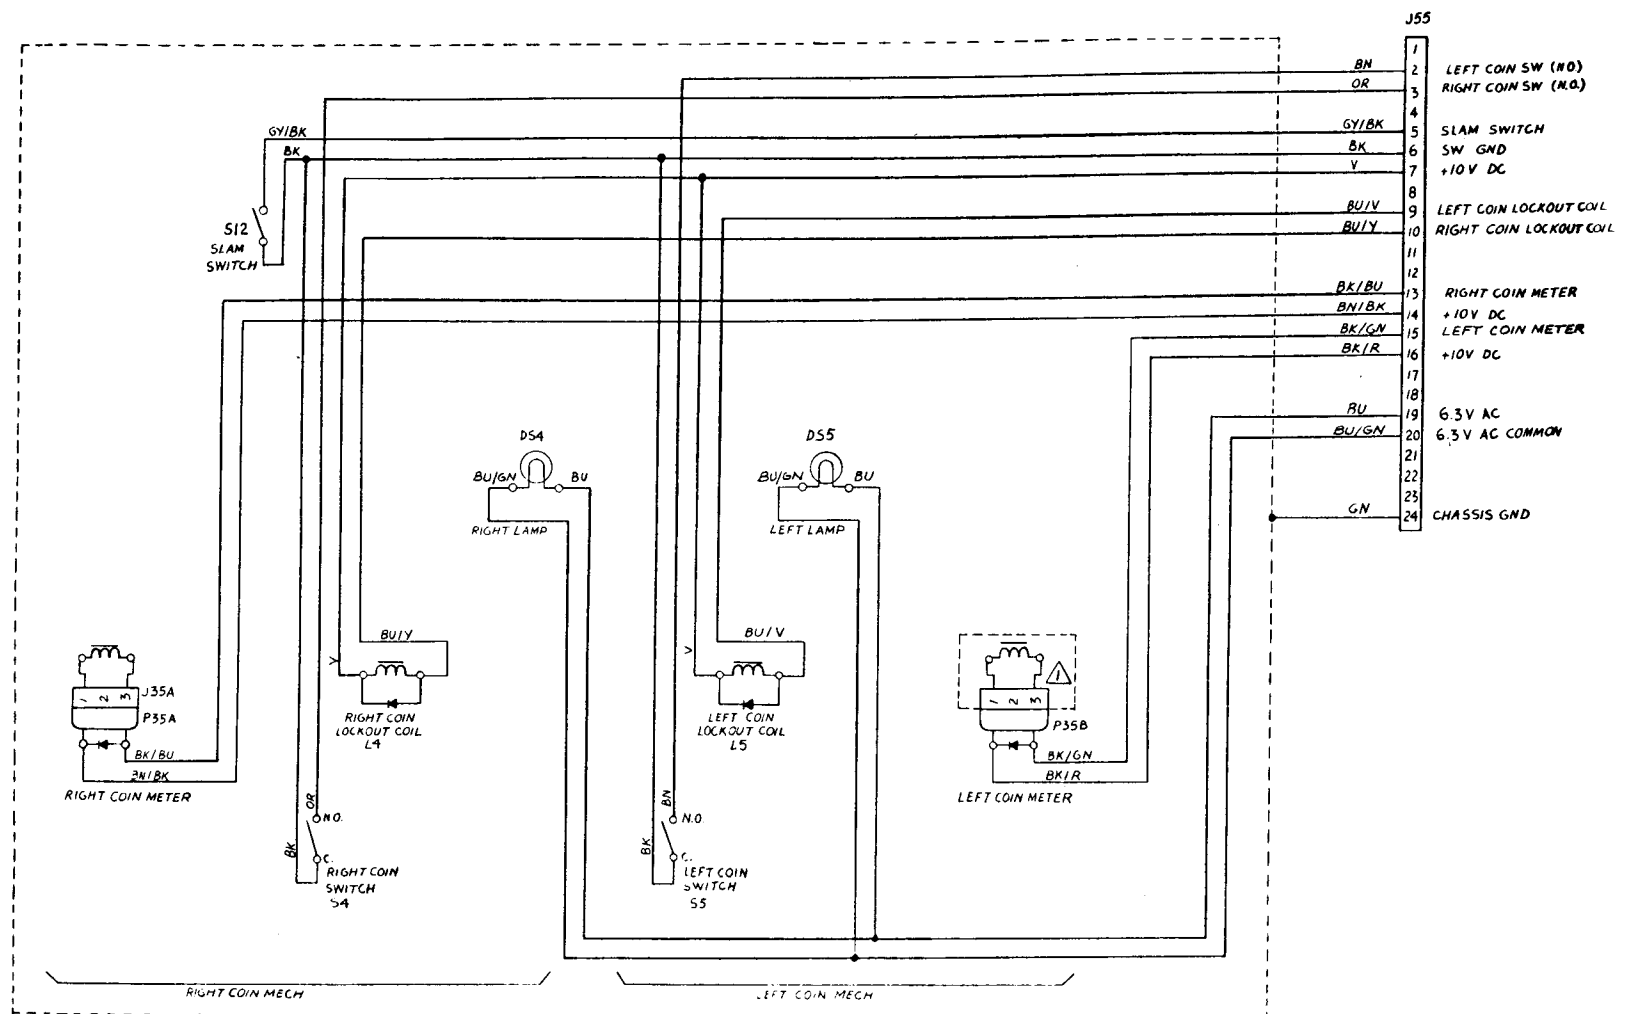 J55
1
BN 2 LEFT COIN SW (N.O.)
OR 3 RIGHT COIN SW (N.O.)
4
GY/BK GY/BK 5 SLAM SWITCH
BK BK 6 SW GND
V 7 +10V DC
8
BU/V 9 LEFT COIN LOCKOUT COIL
BU/Y 10 RIGHT COIN LOCKOUT COIL
S12
SLAM
SWITCH
11
12
BK/BU 13 RIGHT COIN METER
BN/BK 14 +10V DC
BK/GN 15 LEFT COIN METER
BK/R 16 +10V DC
17
18
BU 19 6.3V AC
BU/GN 20 6.3V AC COMMON
21
22
23
GN 24 CHASSIS GND
DS4
BU/GN BU
RIGHT LAMP
DS5
BU/GN BU
LEFT LAMP
1 2 3 J35A
P35A
BK/BU
BN/BK
RIGHT COIN METER
BU/Y
V
RIGHT COIN
LOCKOUT COIL
L4
OR
N.O.
BK
C.
RIGHT COIN
SWITCH
S4
BU/V
V
LEFT COIN
LOCKOUT COIL
L5
BN
N.O.
BK
C.
LEFT COIN
SWITCH
S5
1
1 2 3
P35B
BK/GN
BK/R
LEFT COIN METER
RIGHT COIN MECH
LEFT COIN MECH